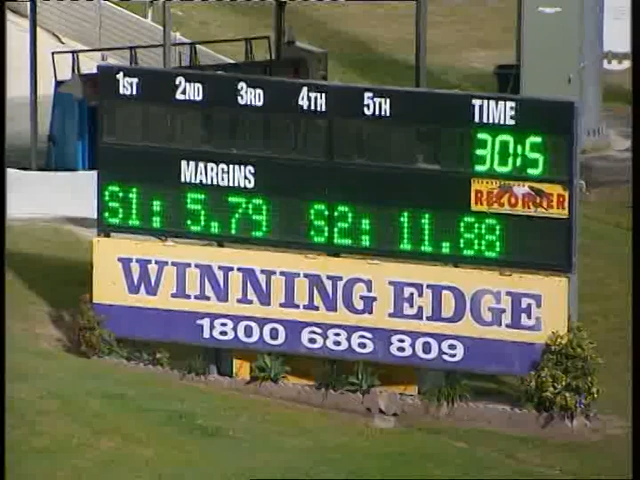 1ST 2ND 3RD 4TH 5TH TIME
30:5
MARGINS
RECORDER
S1: 5.79 S2: 11.88
WINNING EDGE
1800 686 809